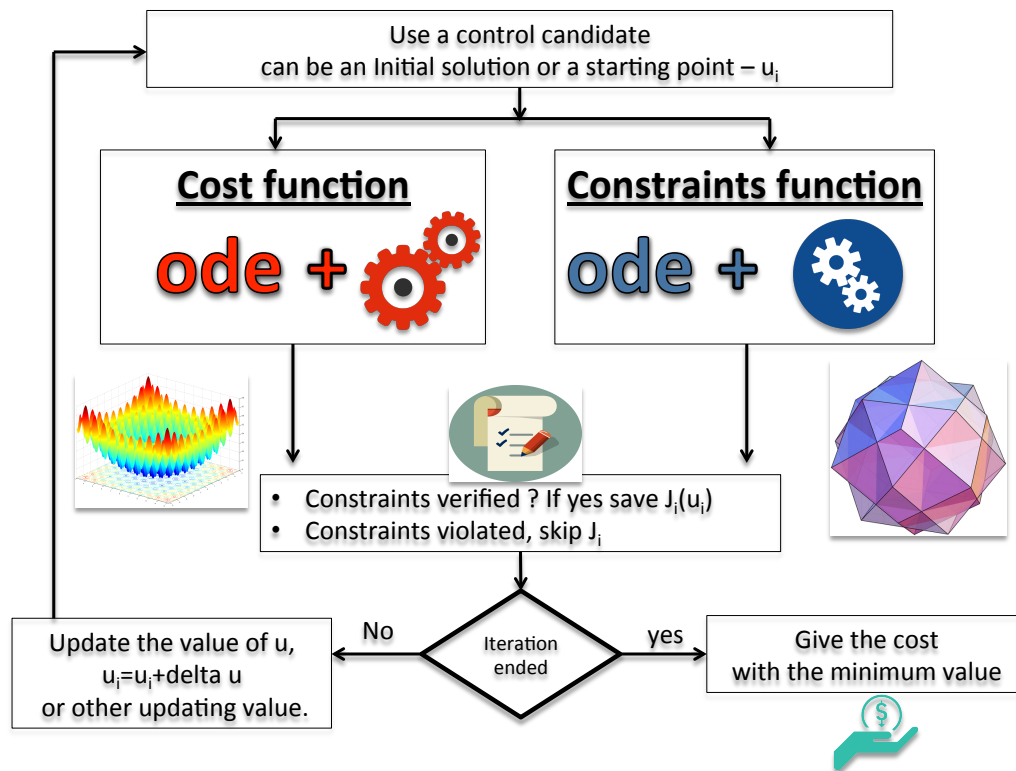 Use a control candidate
can be an Initial solution or a starting point – uᵢ
Cost function
ode +
Constraints function
ode +
• Constraints verified ? If yes save Jᵢ(uᵢ)
• Constraints violated, skip Jᵢ
Iteration
ended
No
yes
Update the value of u,
uᵢ=uᵢ+delta u
or other updating value.
Give the cost
with the minimum value
$